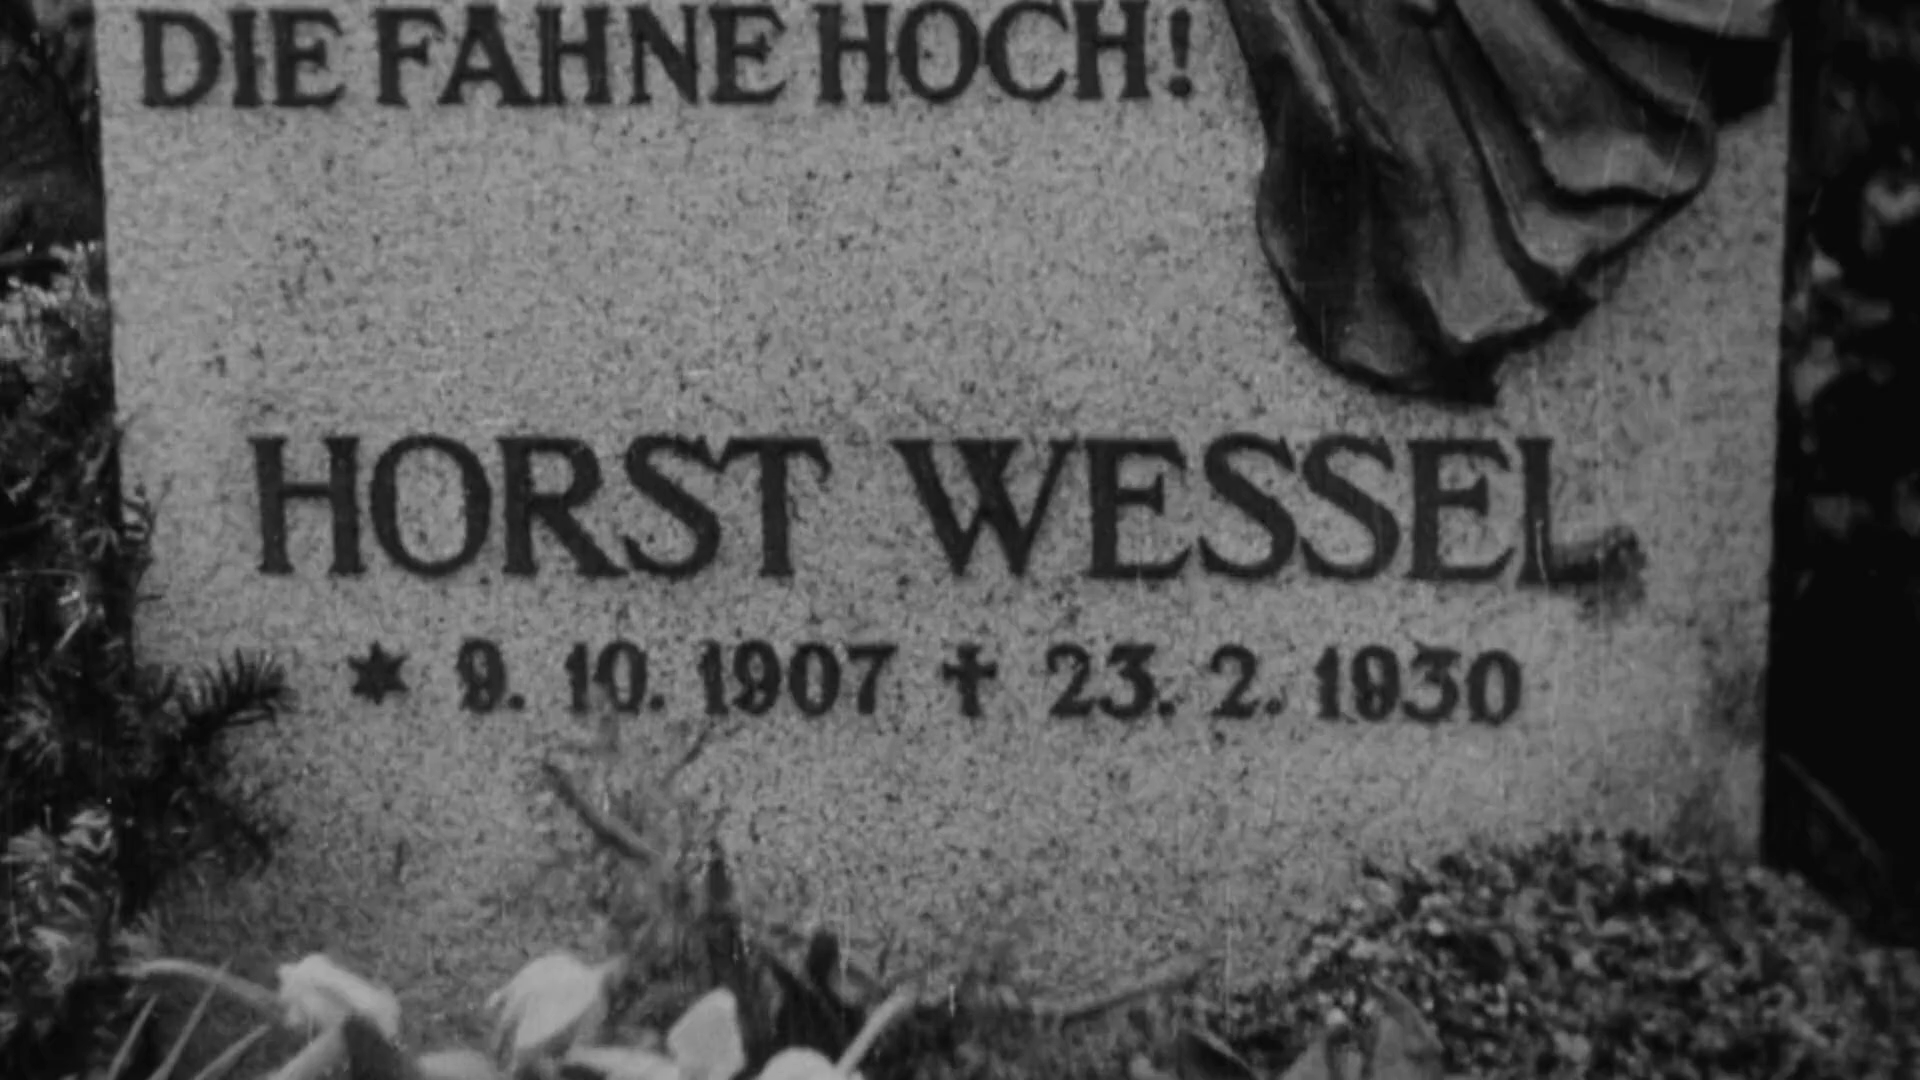 DIE FAHNE HOCH!
HORST WESSEL
* 9. 10. 1907 † 23. 2. 1930